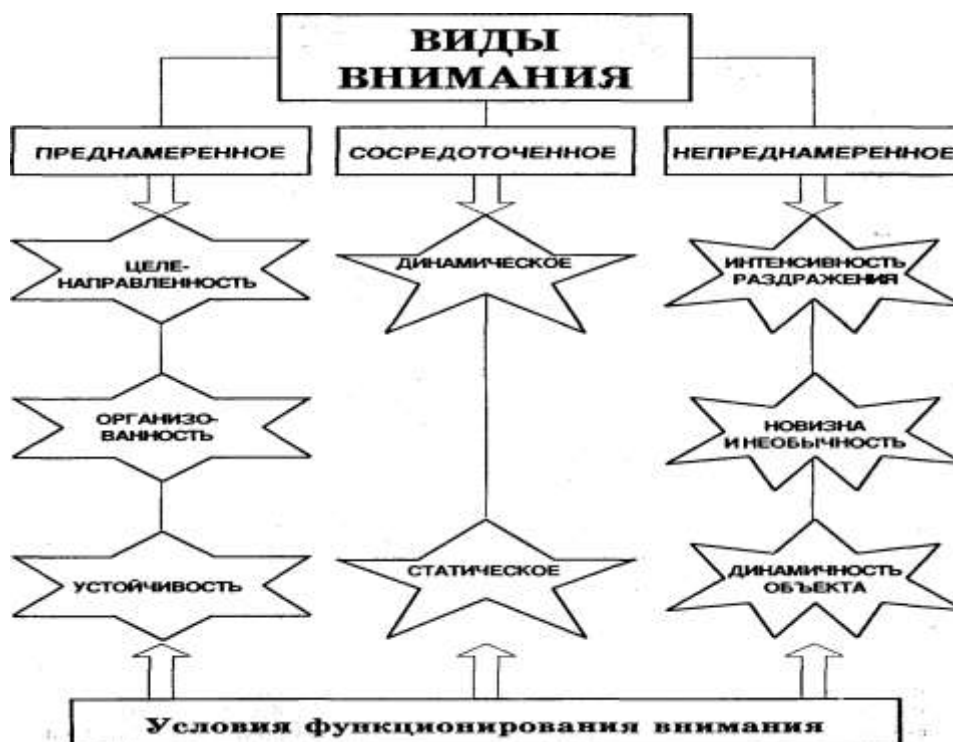 ВИДЫ
ВНИМАНИЯ
ПРЕДНАМЕРЕННОЕ
СОСРЕДОТОЧЕННОЕ
НЕПРЕДНАМЕРЕННОЕ
ЦЕЛЕ-
НАПРАВЛЕННОСТЬ
ДИНАМИЧЕСКОЕ
ИНТЕНСИВНОСТЬ
РАЗДРАЖЕНИЯ
ОРГАНИЗО-
ВАННОСТЬ
НОВИЗНА
И НЕОБЫЧНОСТЬ
УСТОЙЧИВОСТЬ
СТАТИЧЕСКОЕ
ДИНАМИЧНОСТЬ
ОБЪЕКТА
Условия функционирования внимания